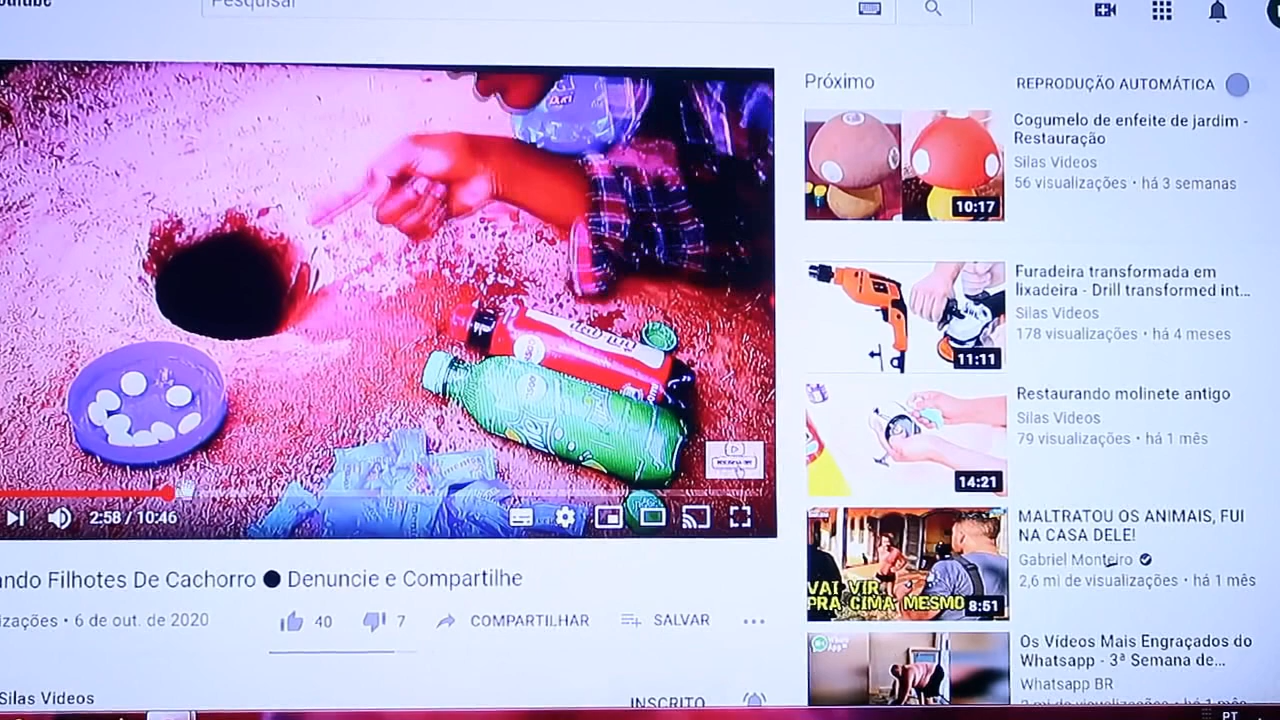 Pesquisar
Próximo
REPRODUÇÃO AUTOMÁTICA
Cogumelo de enfeite de jardim -
Restauração
Silas Videos
56 visualizações • há 3 semanas
10:17
Furadeira transformada em
lixadeira - Drill transformed int...
Silas Videos
178 visualizações • há 4 meses
11:11
Restaurando molinete antigo
Silas Videos
79 visualizações • há 1 mês
14:21
MALTRATOU OS ANIMAIS, FUI
NA CASA DELE!
Gabriel Monteiro
2,6 mi de visualizações • há 1 mês
VAI VIR
PRA CIMA MESMO
8:51
Os Vídeos Mais Engraçados do
Whatsapp - 3ª Semana de...
Whatsapp BR
2:58 / 10:46
ando Filhotes De Cachorro ● Denuncie e Compartilhe
izações • 6 de out. de 2020
40
7
COMPARTILHAR
SALVAR
Silas Videos
INSCRITO
PT